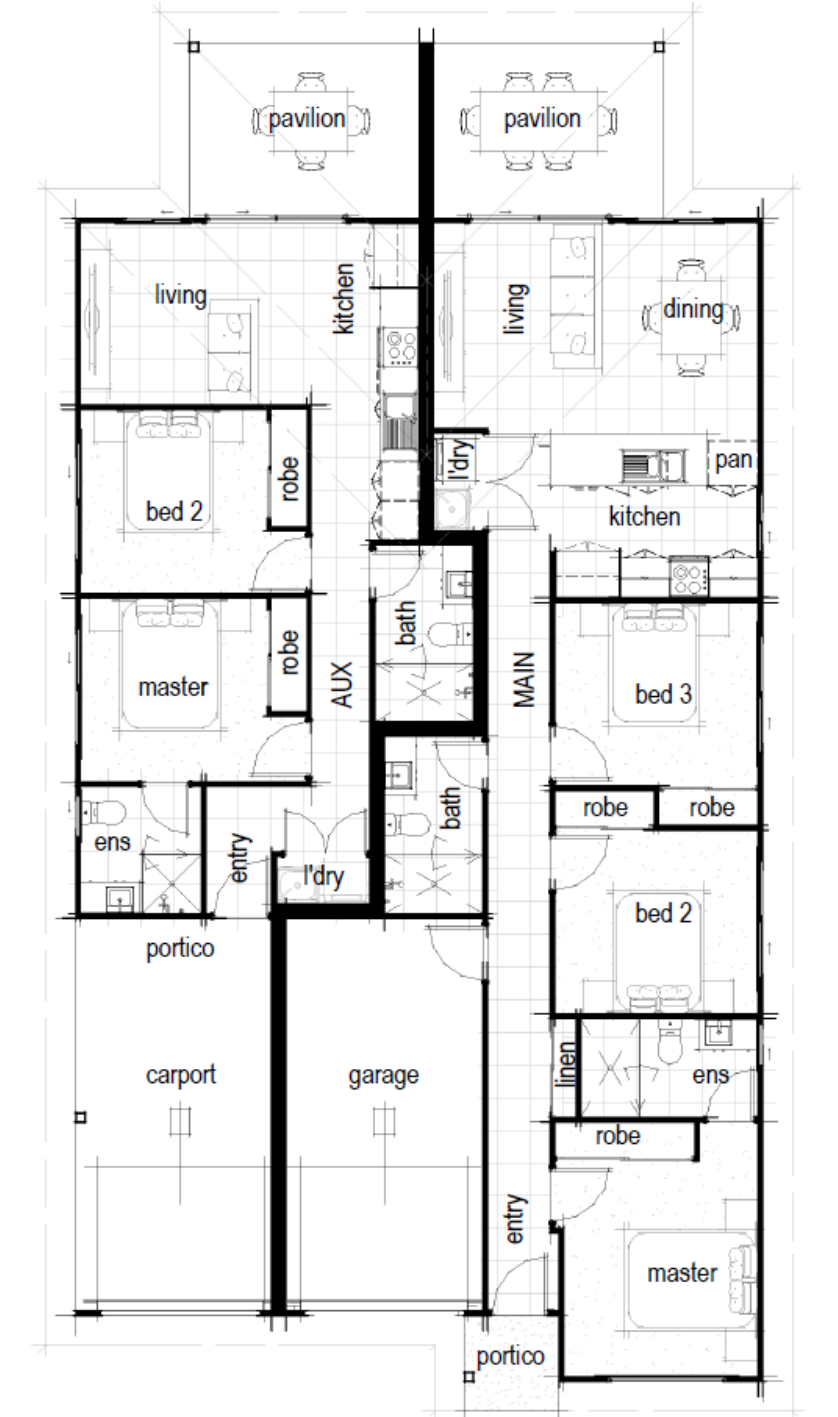 pavilion
pavilion
living
kitchen
living
dining
l'dry
pan
robe
bed 2
kitchen
robe
bath
master
AUX
MAIN
bed 3
robe
robe
bath
ens
entry
l'dry
bed 2
portico
carport
garage
linen
ens
robe
entry
master
portico